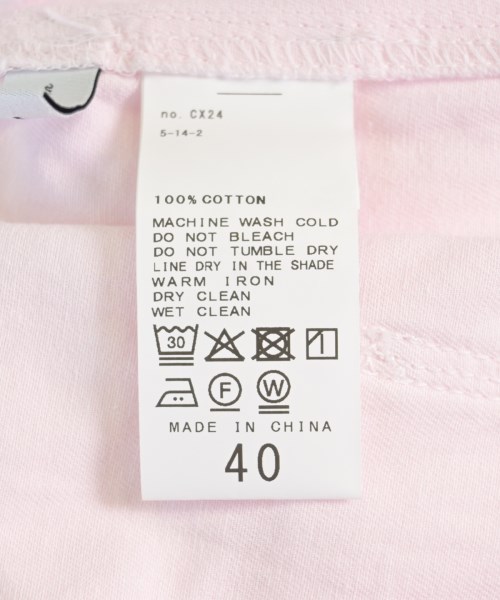 no. CX24
5-14-2
100% COTTON
MACHINE WASH COLD
DO NOT BLEACH
DO NOT TUMBLE DRY
LINE DRY IN THE SHADE
WARM IRON
DRY CLEAN
WET CLEAN
30
F W
MADE IN CHINA
40